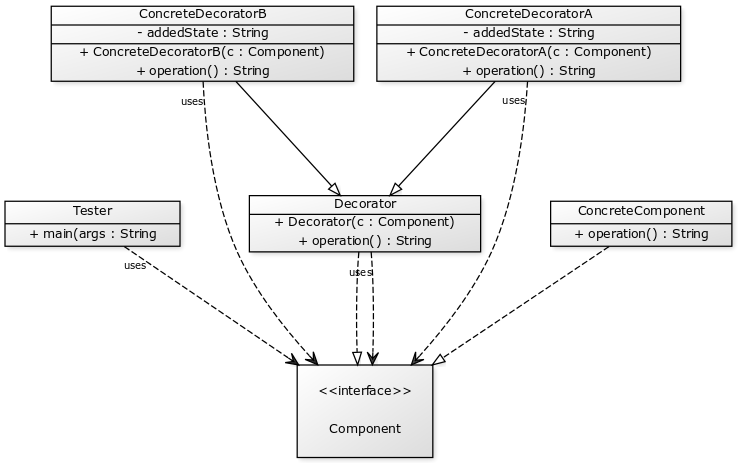 ConcreteDecoratorB
- addedState : String
+ ConcreteDecoratorB(c : Component)
+ operation() : String
ConcreteDecoratorA
- addedState : String
+ ConcreteDecoratorA(c : Component)
+ operation() : String
uses
uses
Tester
+ main(args : String
Decorator
+ Decorator(c : Component)
+ operation() : String
ConcreteComponent
+ operation() : String
uses
uses
<<interface>>
Component